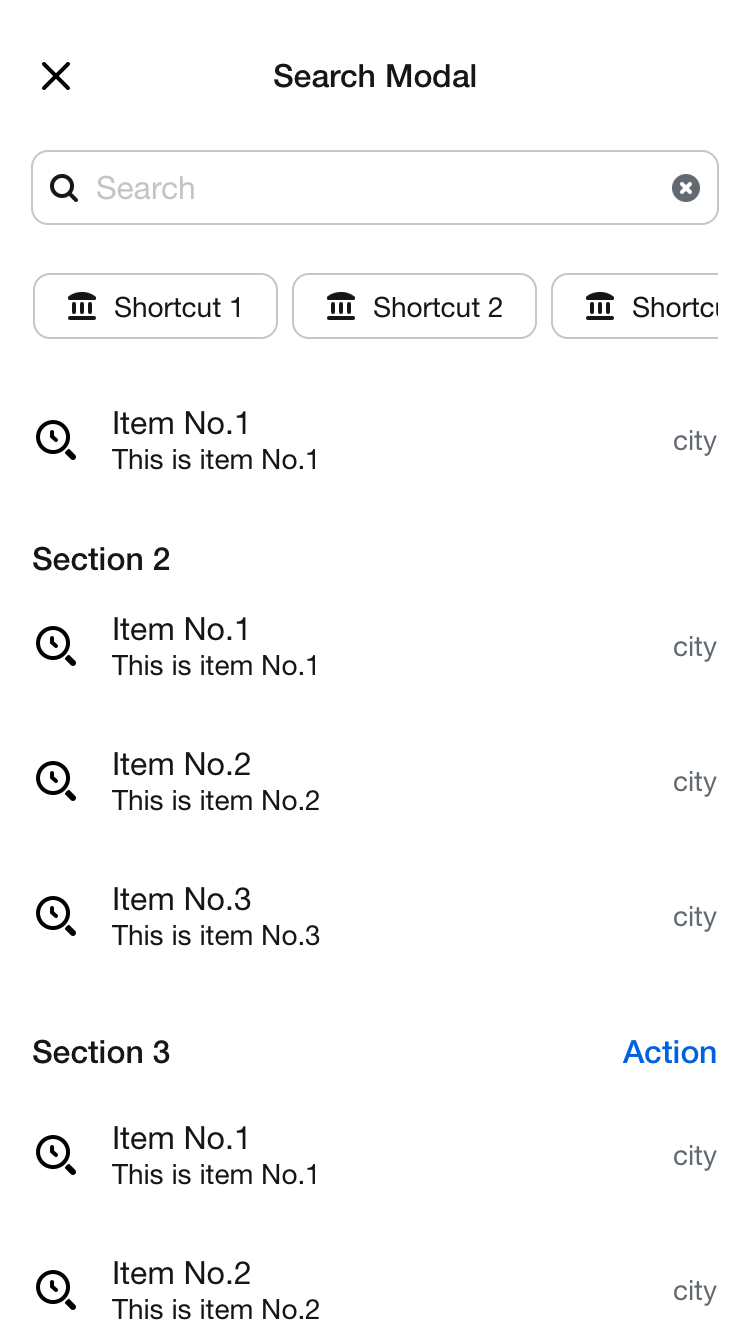 Search Modal
Search
Shortcut 1
Shortcut 2
Item No.1
This is item No.1
city
Section 2
Item No.1
This is item No.1
city
Item No.2
This is item No.2
city
Item No.3
This is item No.3
city
Section 3
Action
Item No.1
This is item No.1
city
Item No.2
This is item No.2
city